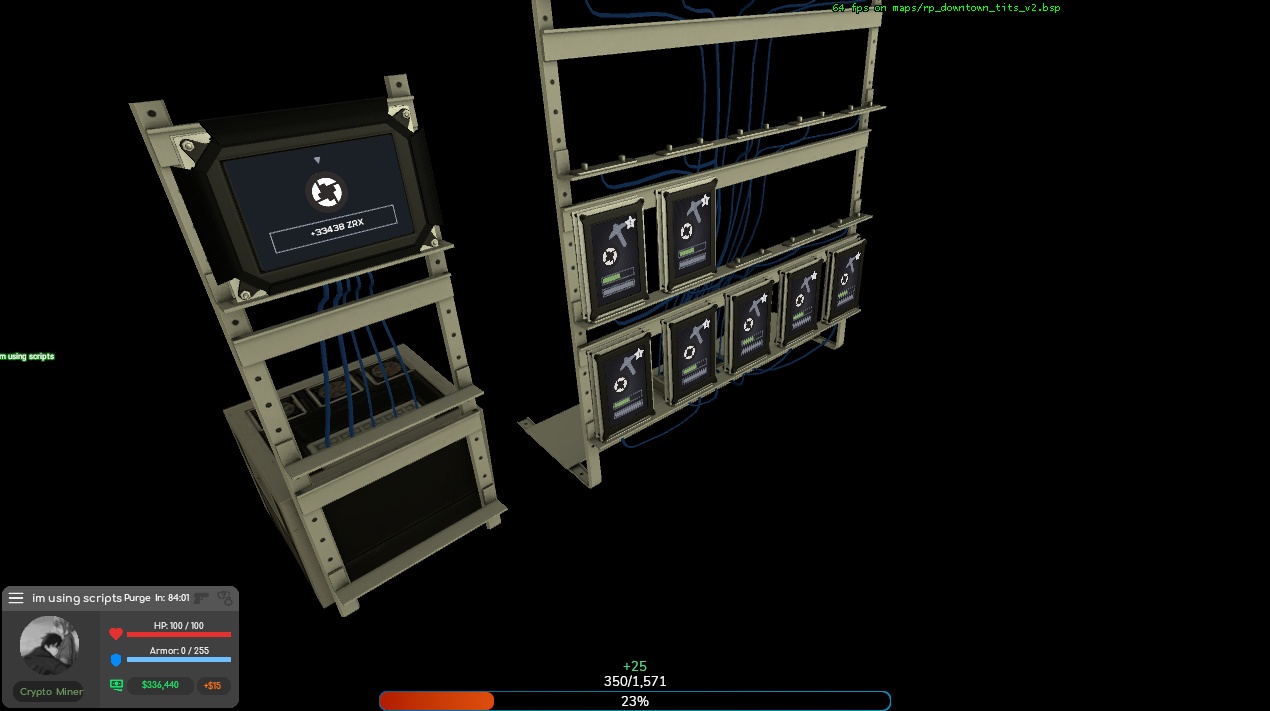 64 fps on maps/rp_downtown_tits_v2.bsp
+33438 ZRX
m using scripts
im using scripts
Purge In: 84:01
HP: 100 / 100
Armor: 0 / 255
Crypto Miner
$336,440
+$15
+25
350/1,571
23%